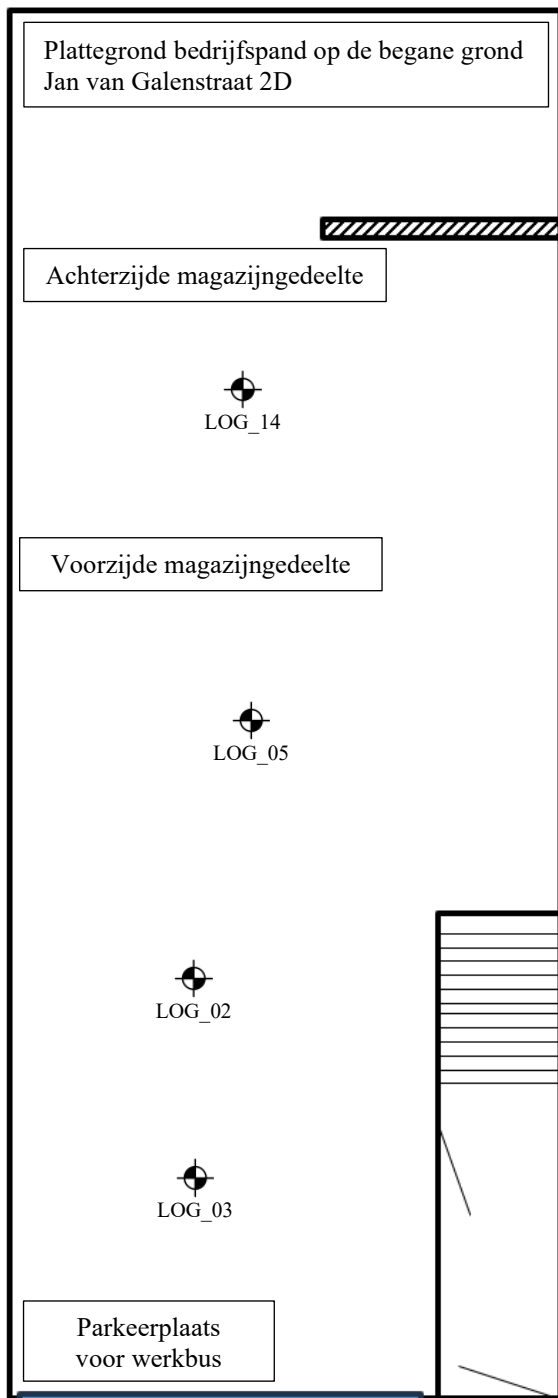 Plattegrond bedrijfspand op de begane grond
Jan van Galenstraat 2D
Achterzijde magazijngedeelte
LOG_14
Voorzijde magazijngedeelte
LOG_05
LOG_02
LOG_03
Parkeerplaats
voor werkbus